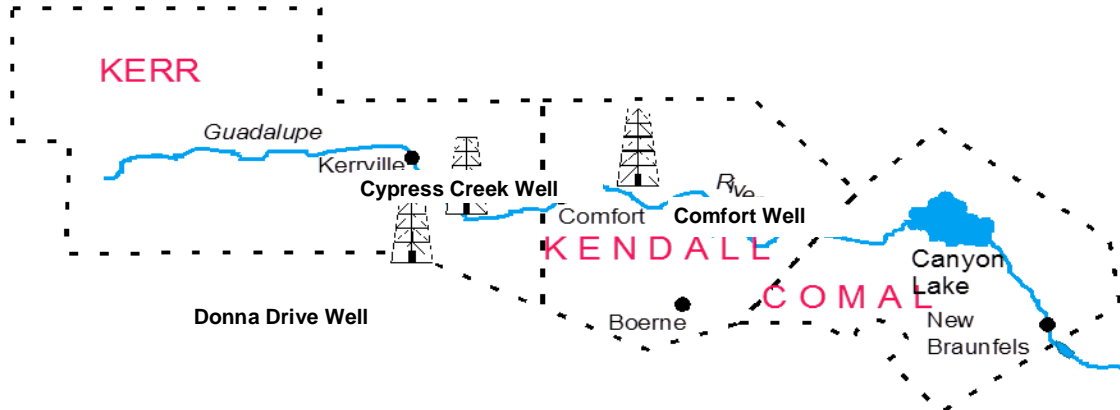 KERR
Guadalupe
Kerrville
Cypress Creek Well
Rive
Comfort
Comfort Well
KENDALL
Canyon
Lake
COMAL
Donna Drive Well
Boerne
New
Braunfels